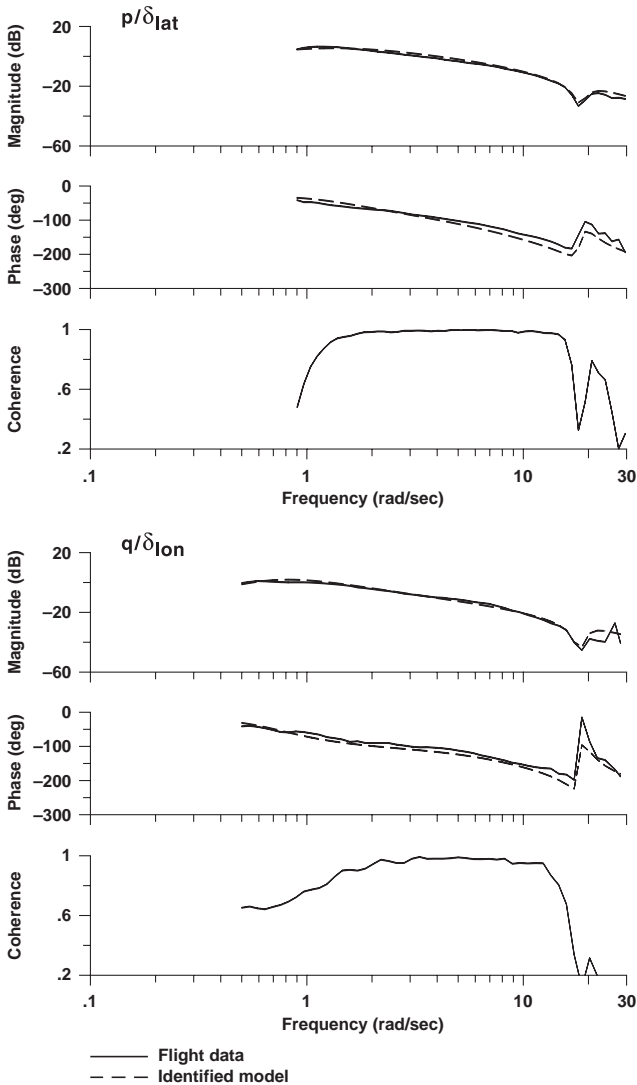 p/δlat
Magnitude (dB)
20
–20
–60
Phase (deg)
0
–100
–200
–300
Coherence
1
.6
.2
.1
1
10
30
Frequency (rad/sec)
q/δlon
Magnitude (dB)
20
–20
–60
Phase (deg)
0
–100
–200
–300
Coherence
1
.6
.2
.1
1
10
30
Frequency (rad/sec)
Flight data
Identified model